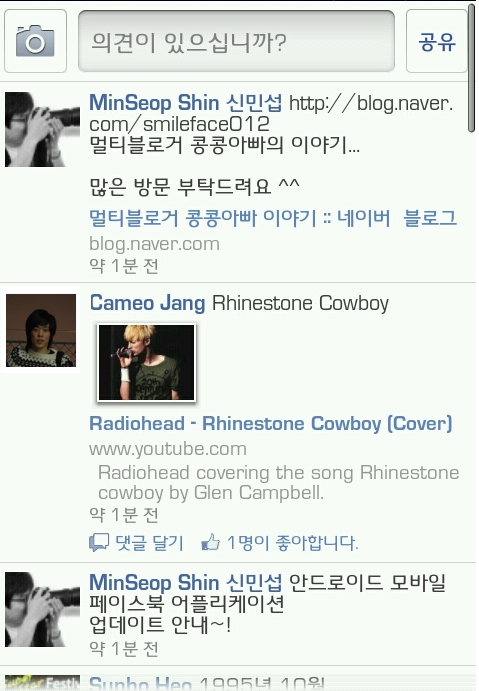 의견이 있으십니까?
공유
MinSeop Shin 신민섭 http://blog.naver.
com/smileface012
멀티블로거 콩콩아빠의 이야기...
많은 방문 부탁드려요 ^^
멀티블로거 콩콩아빠 이야기 :: 네이버 블로그
blog.naver.com
약 1분 전
Cameo Jang Rhinestone Cowboy
Radiohead - Rhinestone Cowboy (Cover)
www.youtube.com
Radiohead covering the song Rhinestone
cowboy by Glen Campbell.
약 1분 전
댓글 달기 1명이 좋아합니다.
MinSeop Shin 신민섭 안드로이드 모바일
페이스북 어플리케이션
업데이트 안내~!
약 1분 전
Sunho Heo 1995년 10월